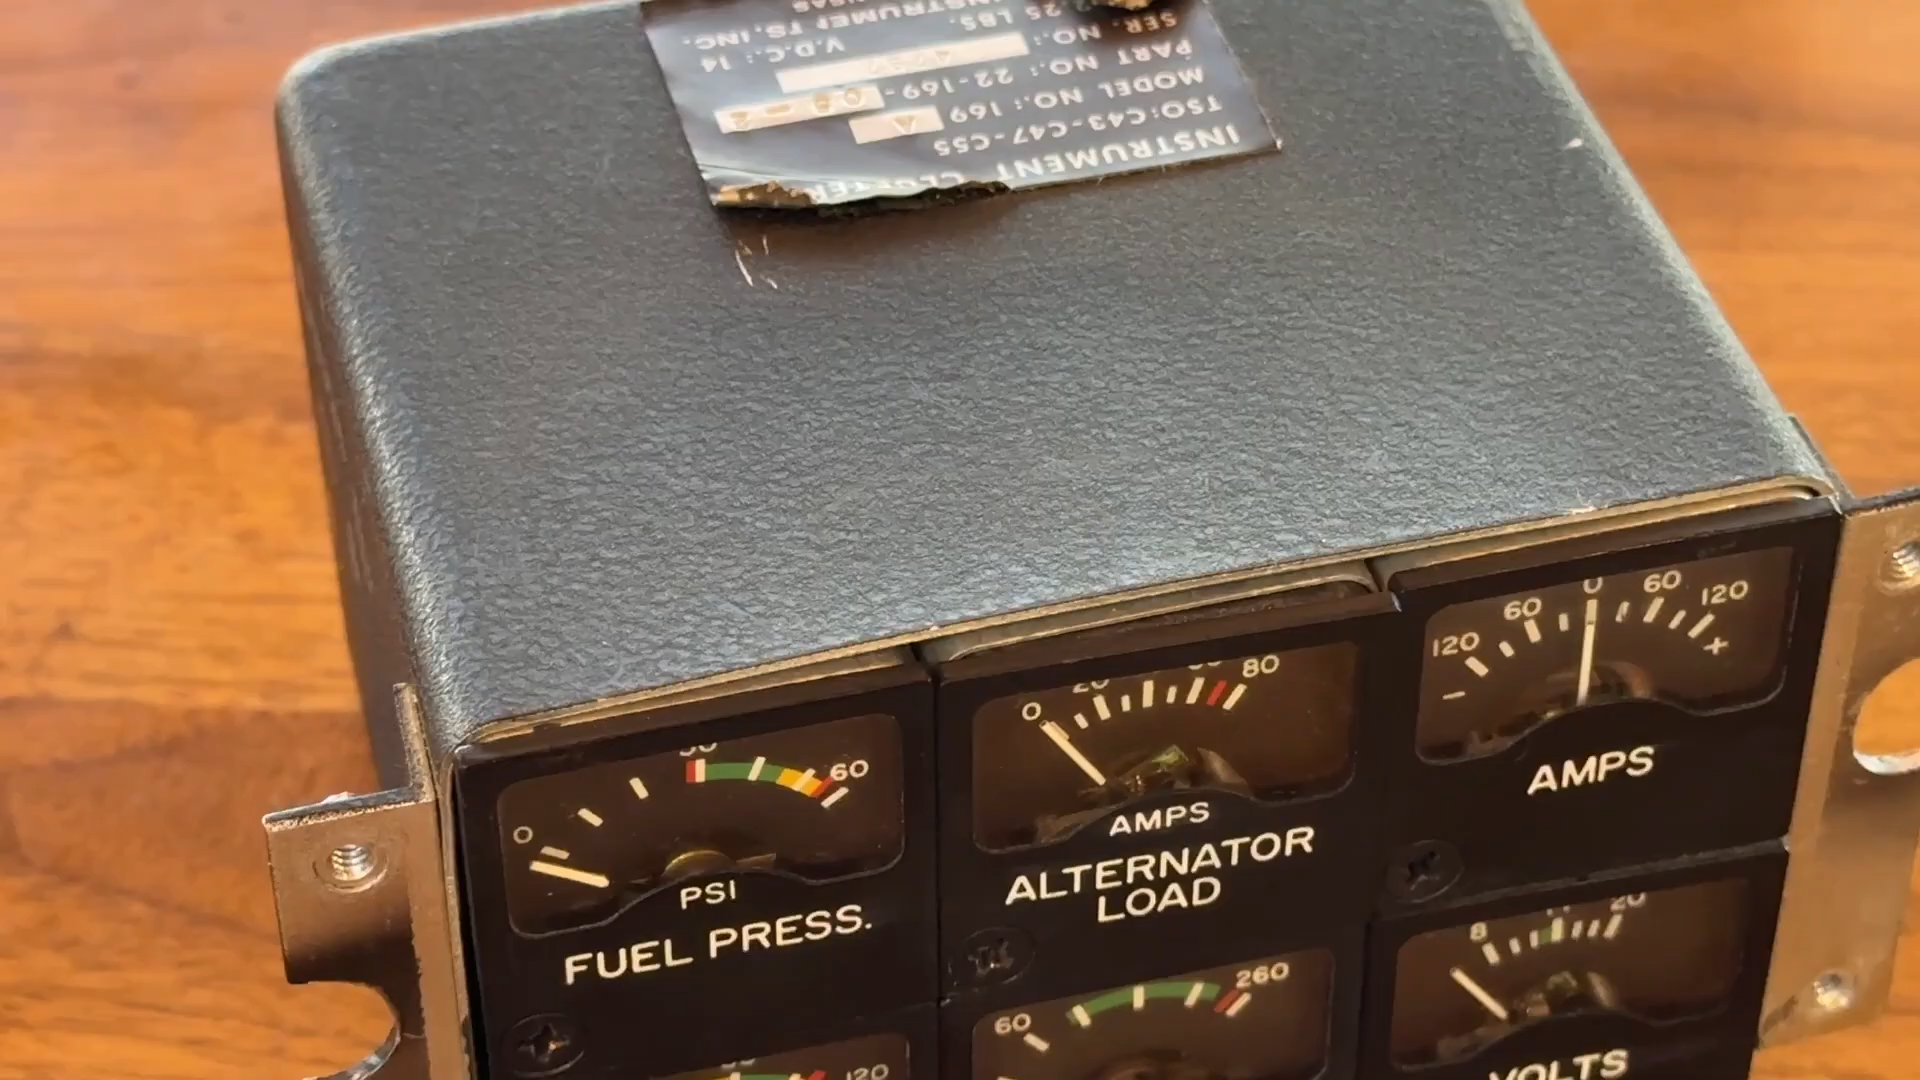 INSTRUMENT CLUSTER
TSO: C43-C47-C55
MODEL NO.: 169 A
PART NO.: 22-169-
SER. NO.:
25 LBS. V.D.C.: 14
INSTRUMENTS, INC.
0 60
PSI
FUEL PRESS.
0 20 80
AMPS
ALTERNATOR
LOAD
120 60 0 60 120
- +
AMPS
60 260
8 20
VOLTS
120